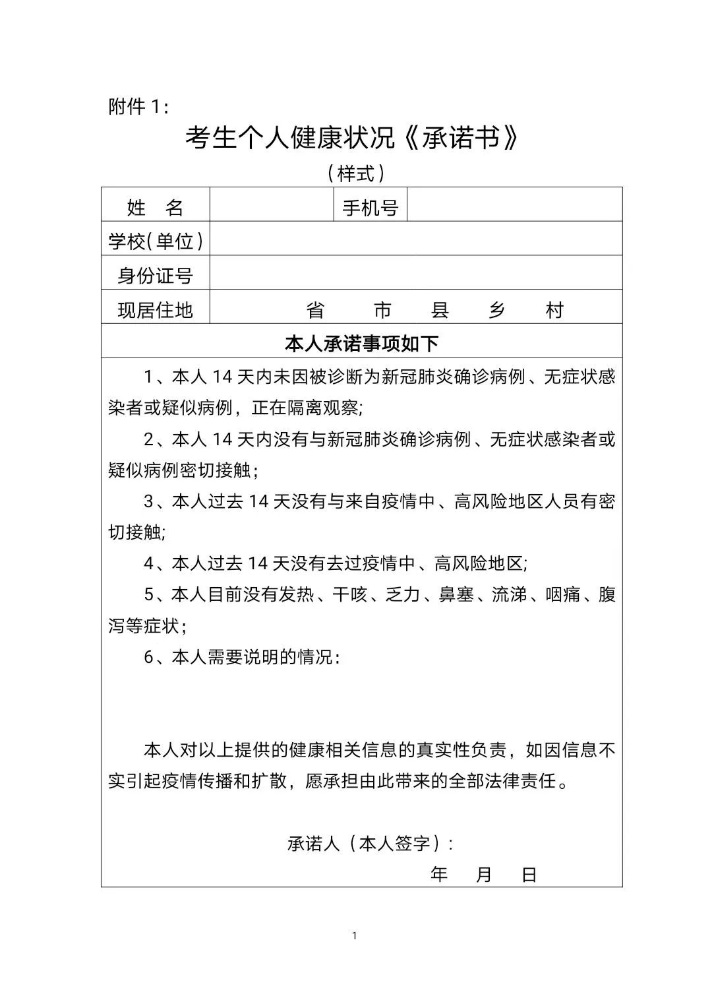 附件 1：
考生个人健康状况《承诺书》
（样式）
姓 名 手机号
学校（单位）
身份证号
现居住地 省 市 县 乡 村
本人承诺事项如下
1、本人 14 天内未因被诊断为新冠肺炎确诊病例、无症状感
染者或疑似病例，正在隔离观察;
2、本人 14 天内没有与新冠肺炎确诊病例、无症状感染者或
疑似病例密切接触；
3、本人过去 14 天没有与来自疫情中、高风险地区人员有密
切接触;
4、本人过去 14 天没有去过疫情中、高风险地区;
5、本人目前没有发热、干咳、乏力、鼻塞、流涕、咽痛、腹
泻等症状；
6、本人需要说明的情况：
本人对以上提供的健康相关信息的真实性负责，如因信息不
实引起疫情传播和扩散，愿承担由此带来的全部法律责任。
承诺人（本人签字）:
年 月 日
1